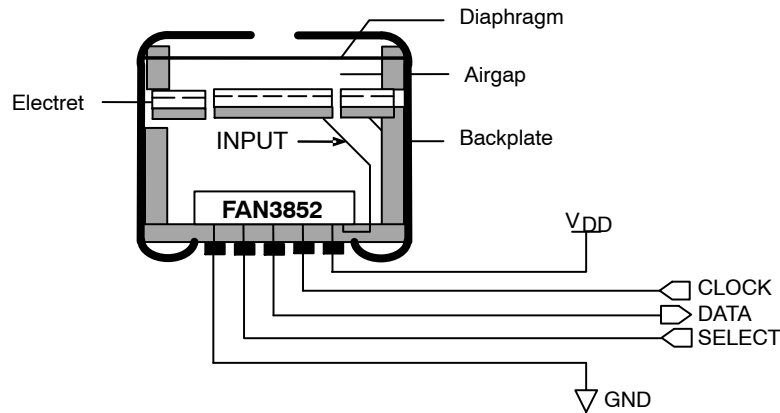 Diaphragm
Airgap
Electret
INPUT
Backplate
FAN3852
VDD
CLOCK
DATA
SELECT
GND